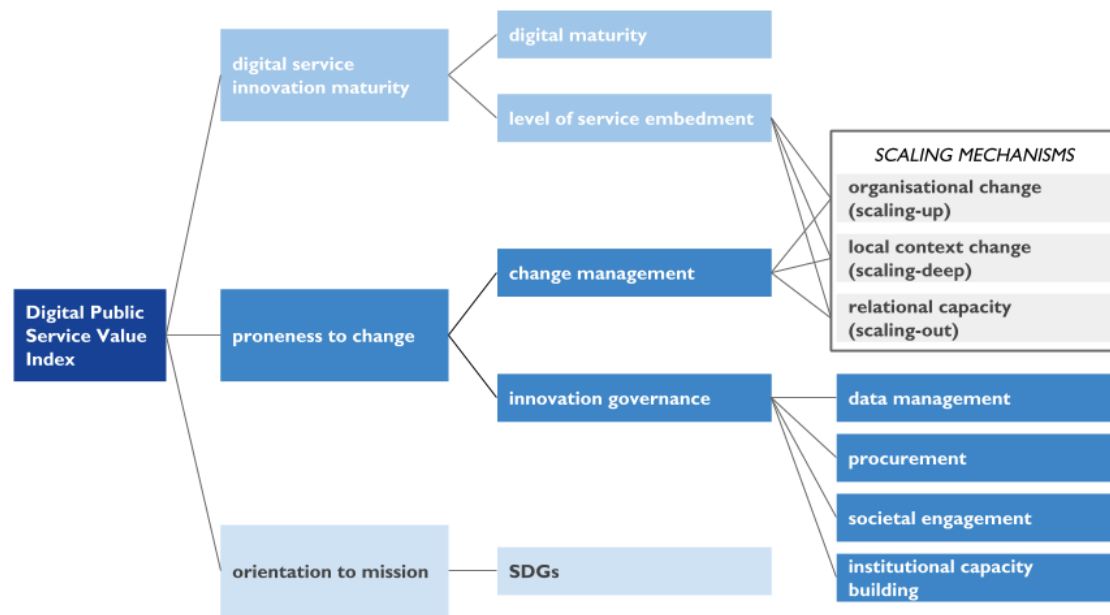 digital maturity
digital service
innovation maturity
level of service embedment
SCALING MECHANISMS
organisational change
(scaling-up)
local context change
(scaling-deep)
change management
relational capacity
(scaling-out)
Digital Public
Service Value
Index
proneness to change
innovation governance
data management
procurement
societal engagement
orientation to mission
SDGs
institutional capacity
building